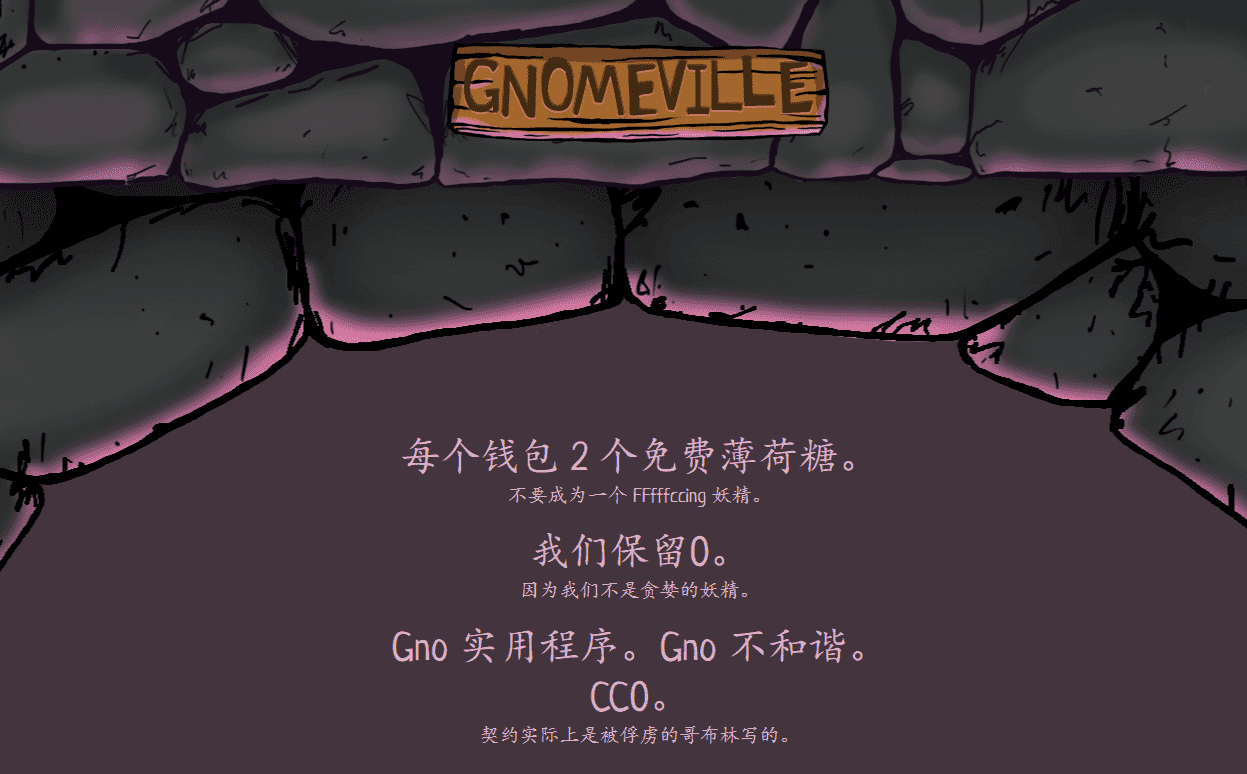 GNOMEVILLE
每个钱包 2 个免费薄荷糖。
不要成为一个 FFfffccing 妖精。
我们保留0。
因为我们不是贪婪的妖精。
Gno 实用程序。Gno 不和谐。
CC0。
契约实际上是被俘虏的哥布林写的。